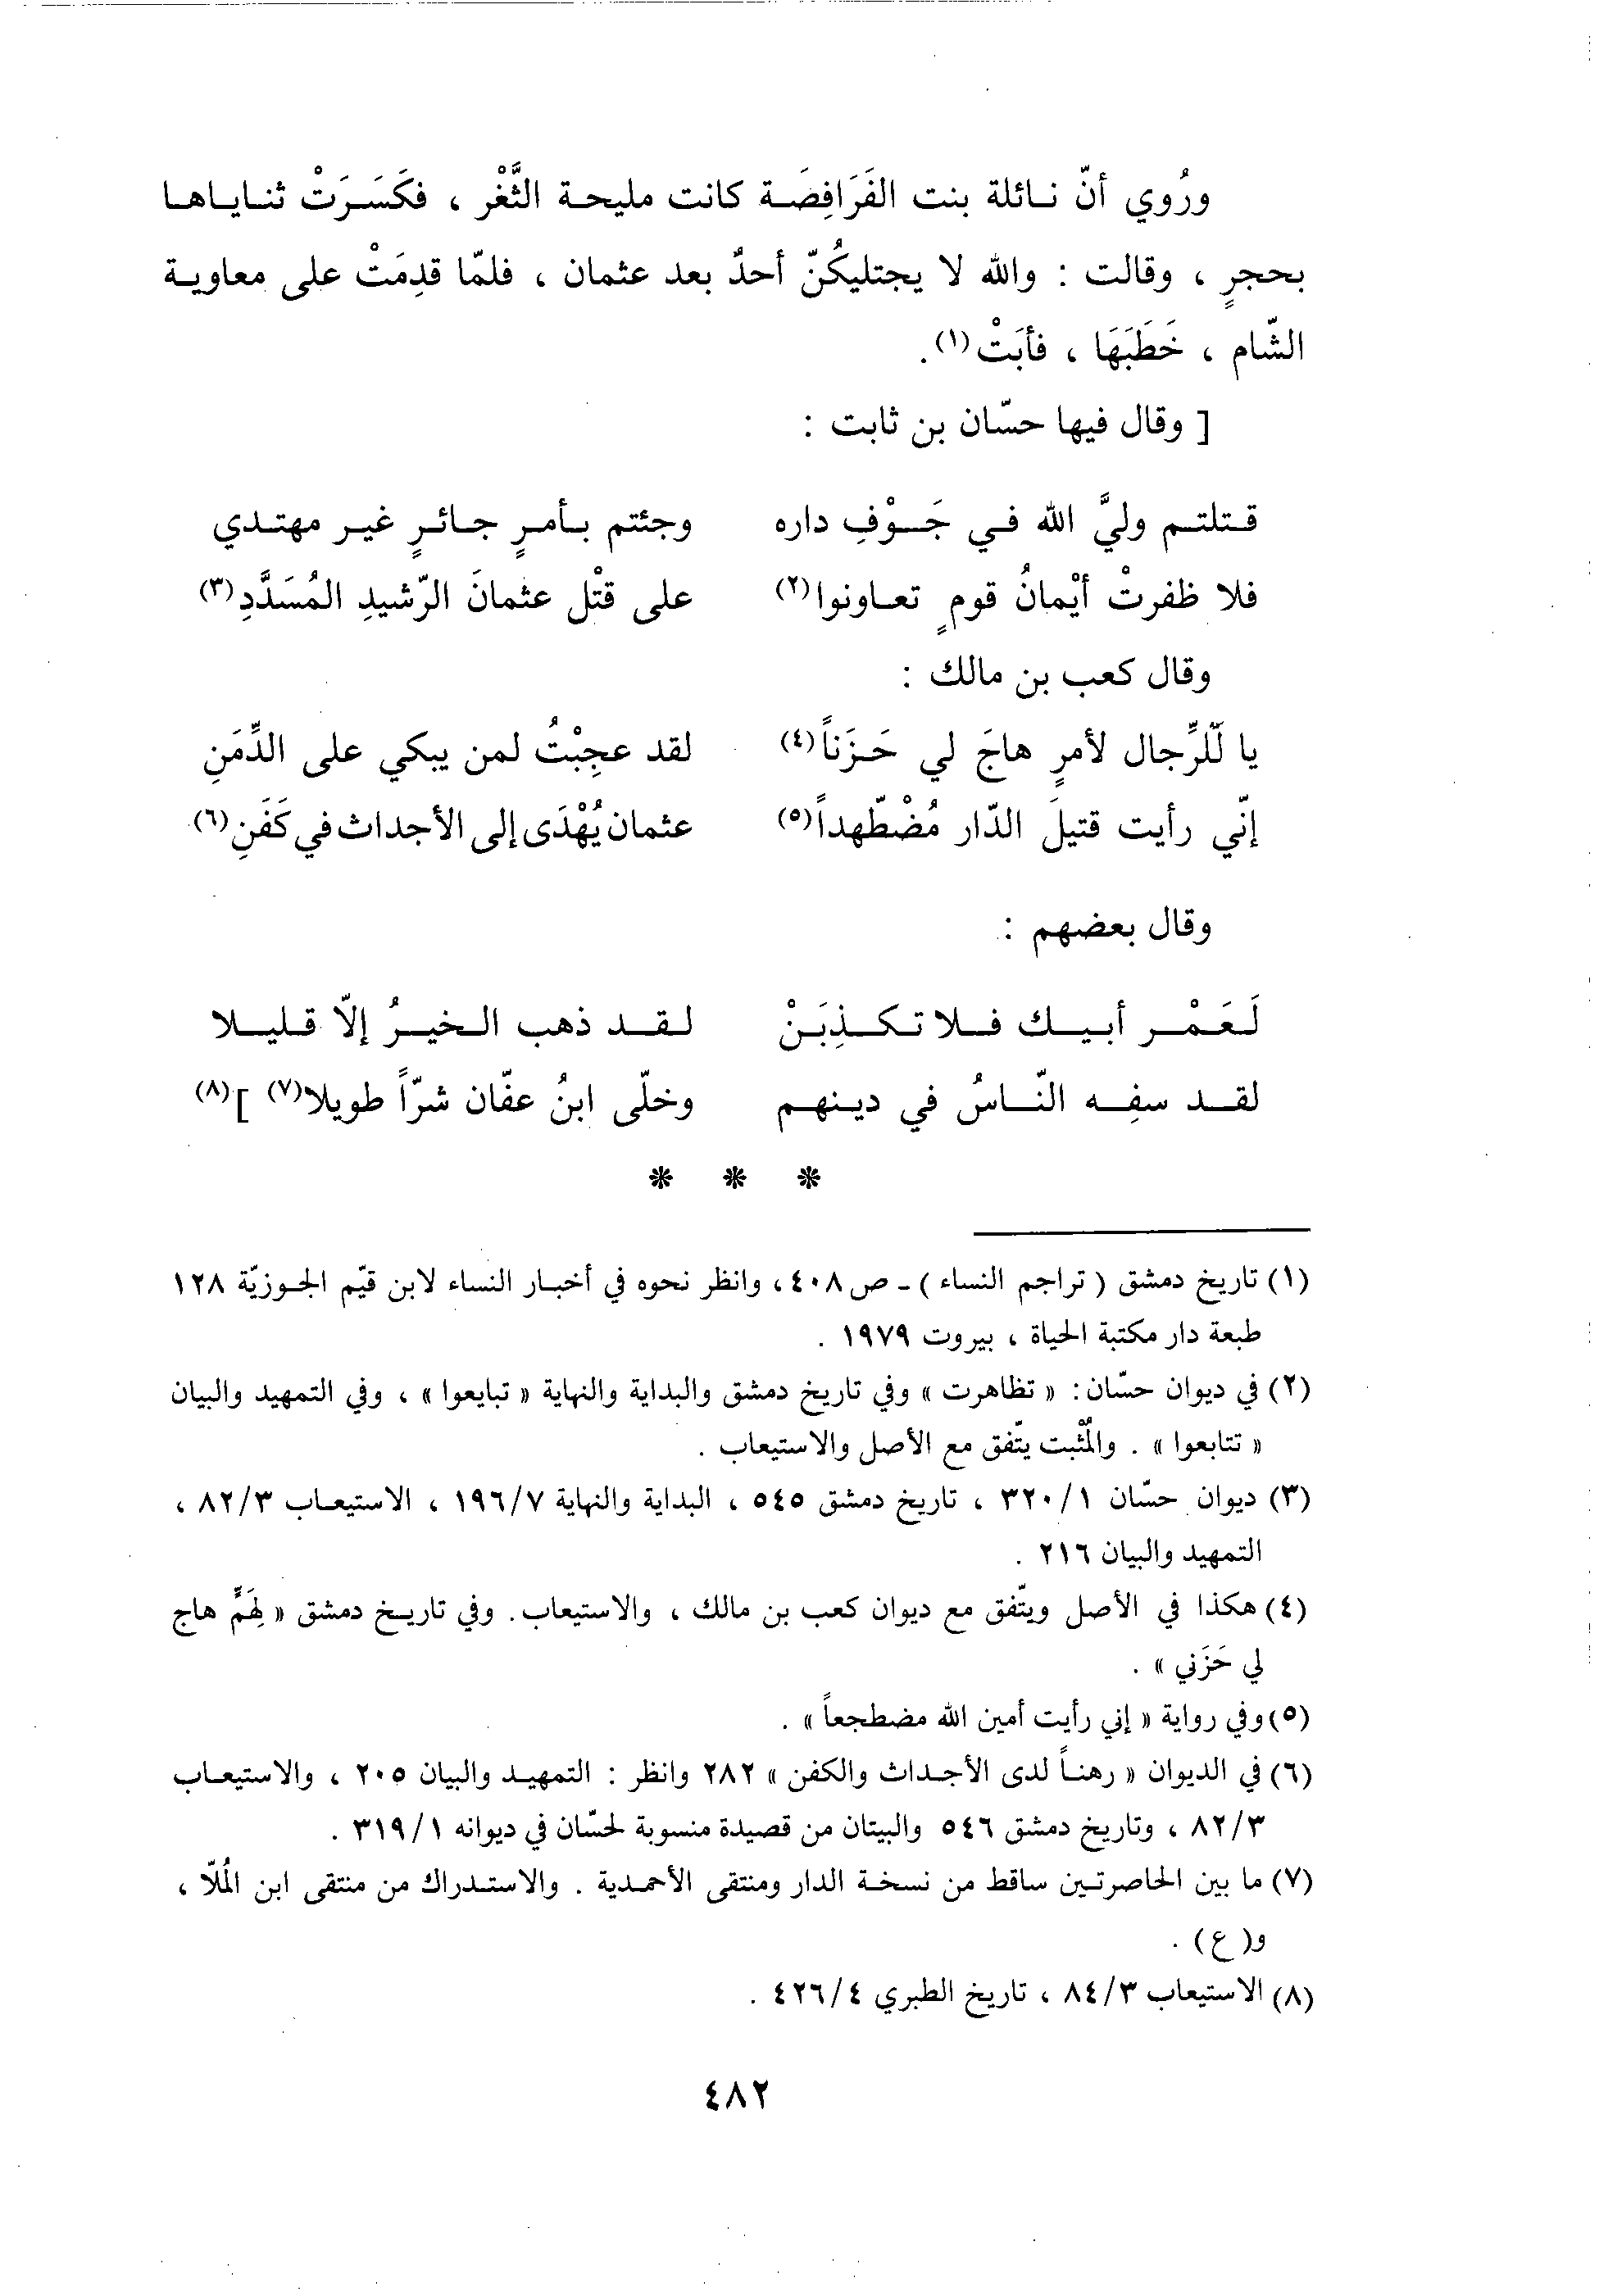 ورُوي أنّ نائلة بنت الفَرَافِصَة كانت مليحة الثَّغْر ، فكَسَرَتْ ثناياها
بحجرٍ ، وقالت : والله لا يجتليكُنّ أحدٌ بعد عثمان ، فلمّا قدِمَتْ على معاوية
الشّام ، خَطَبَهَا ، فأبَتْ(١).
[ وقال فيها حسّان بن ثابت :
قتلتم وليَّ الله في جَوْفِ داره وجئتم بأمرٍ جائرٍ غير مهتدي
فلا ظفرتْ أيْمانُ قومٍ تعاونوا(٢) على قتْل عثمانَ الرّشيدِ المُسَدَّدِ(٣)
وقال كعب بن مالك :
يا لَلرِّجال لأمرٍ هاجَ لي حَزَناً(٤) لقد عجِبْتُ لمن يبكي على الدِّمَنِ
إنّي رأيت قتيلَ الدّار مُضْطّهداً(٥) عثمان يُهْدَى إلى الأجداث في كَفَنِ(٦)
وقال بعضهم :
لَعَمْر أبيك فلا تكذِبَنْ لقد ذهب الخيرُ إلّا قليلا
لقد سفِه النّاسُ في دينهم وخلّى ابنُ عفّان شرّاً طويلا(٧) ](٨)
* * *
(١) تاريخ دمشق ( تراجم النساء ) - ص ٤٠٨ ، وانظر نحوه في أخبار النساء لابن قيّم الجوزيّة ١٢٨
طبعة دار مكتبة الحياة ، بيروت ١٩٧٩ .
(٢) في ديوان حسّان : « تظاهرت » وفي تاريخ دمشق والبداية والنهاية « تبايعوا » ، وفي التمهيد والبيان
« تتابعوا » . والمُثْبت يتّفق مع الأصل والاستيعاب .
(٣) ديوان حسّان ٣٢٠/١ ، تاريخ دمشق ٥٤٥ ، البداية والنهاية ١٩٦/٧ ، الاستيعاب ٨٢/٣ ،
التمهيد والبيان ٢١٦ .
(٤) هكذا في الأصل ويتّفق مع ديوان كعب بن مالك ، والاستيعاب . وفي تاريخ دمشق « لِهَمٍّ هاج
لي حَزَني » .
(٥) وفي رواية « إني رأيت أمين الله مضطجعاً » .
(٦) في الديوان « رهناً لدى الأجداث والكفن » ٢٨٢ وانظر : التمهيد والبيان ٢٠٥ ، والاستيعاب
٨٢/٣ ، وتاريخ دمشق ٥٤٦ والبيتان من قصيدة منسوبة لحسّان في ديوانه ٣١٩/١ .
(٧) ما بين الحاصرتين ساقط من نسخة الدار ومنتقى الأحمدية . والاستدراك من منتقى ابن المُلّا ،
و( ع ) .
(٨) الاستيعاب ٨٤/٣ ، تاريخ الطبري ٤٢٦/٤ .
٤٨٢